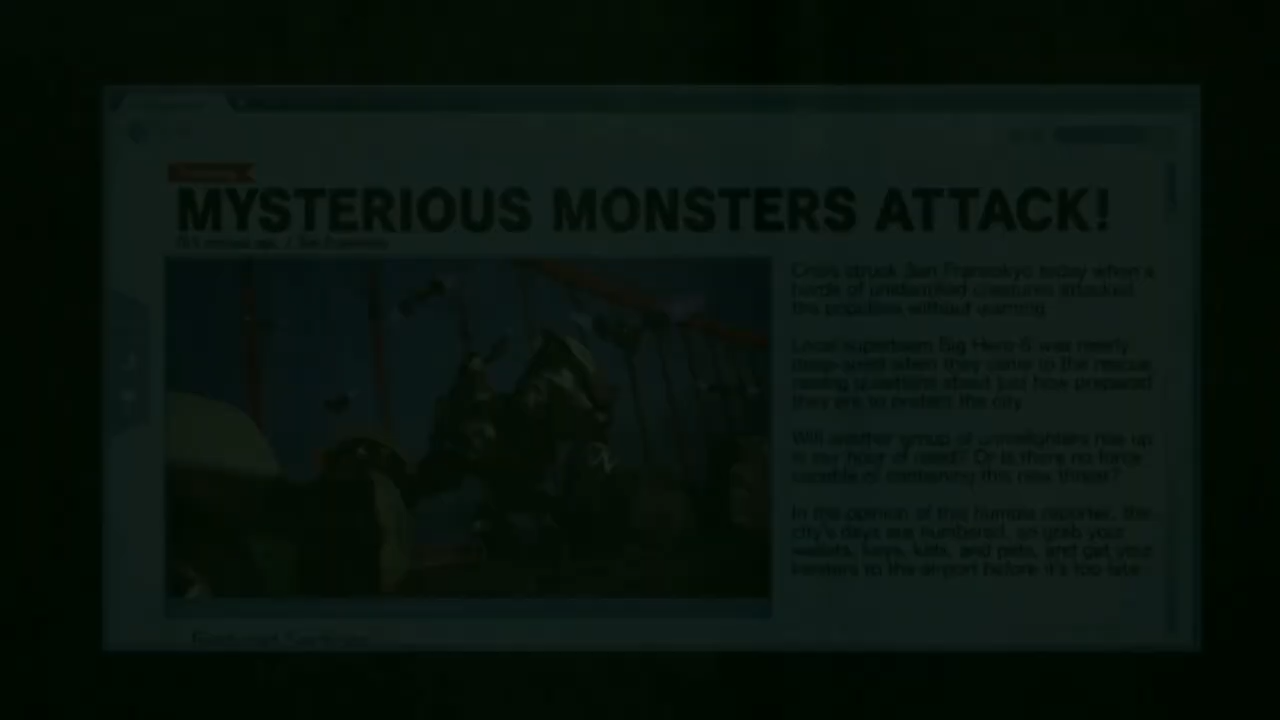 MYSTERIOUS MONSTERS ATTACK!
Crisis struck San Fransokyo today when a
horde of unidentified creatures attacked
the populace without warning.
Local superteam Big Hero 6 was nearly
when they came to the rescue
raising questions about just how prepared
they are to protect the city.
Will another group of crimefighters rise up
in our hour of need? Or is there no force
capable of this new threat?
In the opinion of this humble reporter, the
city's days are numbered, so grab your
wallets, keys, kids, and pets, and get your
keisters to the airport before it's too late.